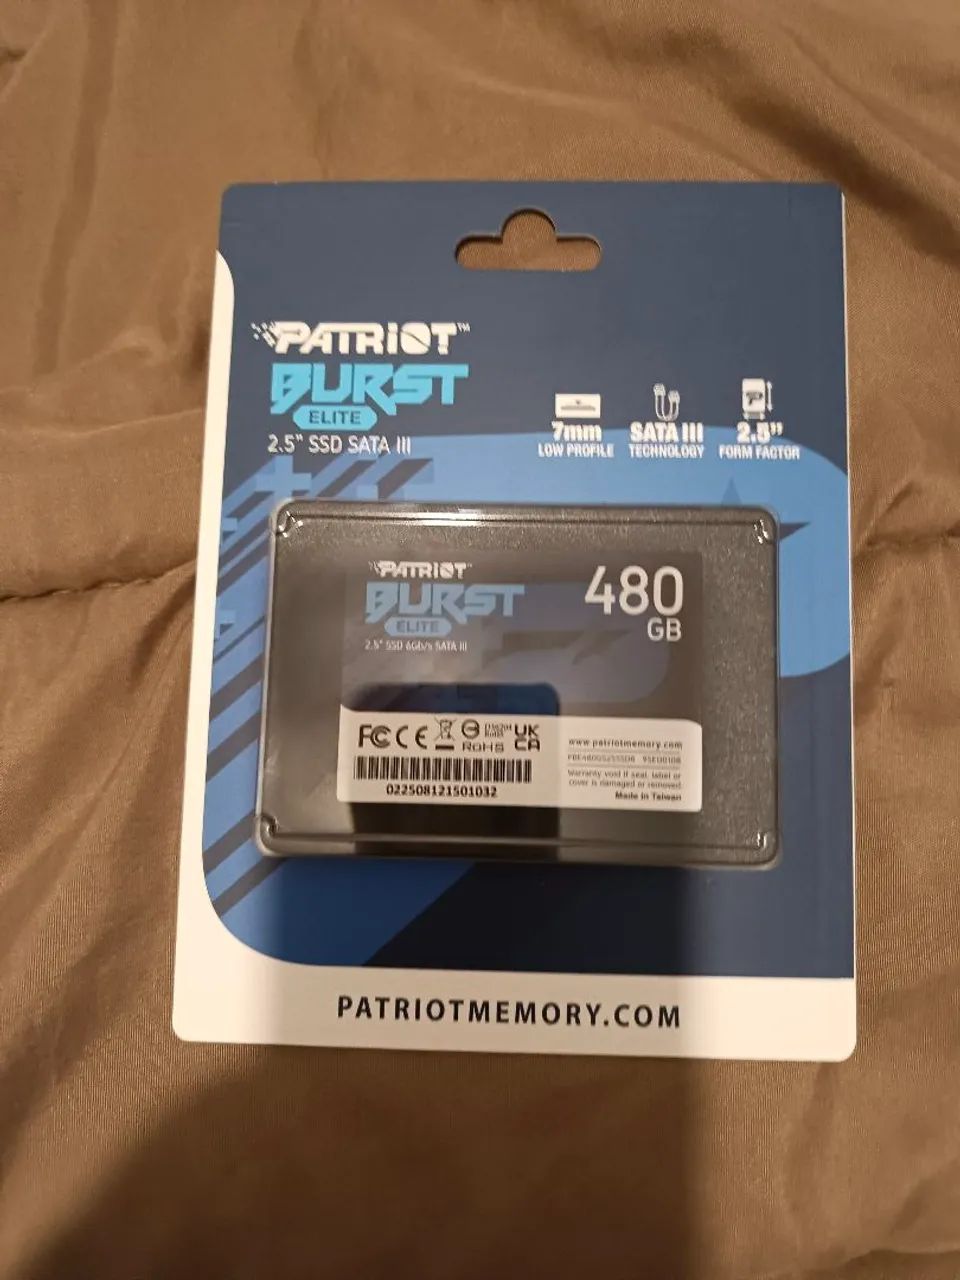 PATRIOT™
BURST
ELITE
2.5" SSD SATA III
7mm
LOW PROFILE
SATA III
TECHNOLOGY
2.5"
FORM FACTOR
PATRIOT
BURST
ELITE
2.5" SSD 6Gb/s SATA III
480
GB
FC CE
RoHS
UK
CA
022508121501032
www.patriotmemory.com
PBE480GS25SSDR
Warranty void if seal, label or
cover is damaged or removed.
Made in Taiwan
PATRIOTMEMORY.COM